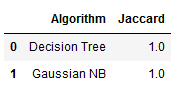 Algorithm Jaccard
0 Decision Tree 1.0
1 Gaussian NB 1.0